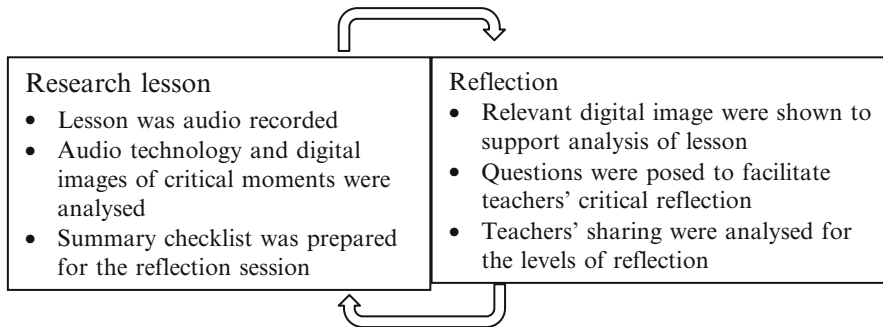 Research lesson
• Lesson was audio recorded
• Audio technology and digital
images of critical moments were
analysed
• Summary checklist was prepared
for the reflection session
Reflection
• Relevant digital image were shown to
support analysis of lesson
• Questions were posed to facilitate
teachers’ critical reflection
• Teachers’ sharing were analysed for
the levels of reflection